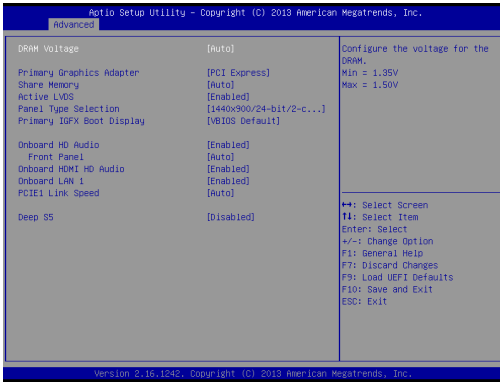 Aptio Setup Utility – Copyright (C) 2013 American Megatrends, Inc.
Advanced
DRAM Voltage [Auto]
Primary Graphics Adapter [PCI Express]
Share Memory [Auto]
Active LVDS [Enabled]
Panel Type Selection [1440x900/24-bit/2-c...]
Primary IGFX Boot Display [VBIOS Default]
Onboard HD Audio [Enabled]
Front Panel [Auto]
Onboard HDMI HD Audio [Enabled]
Onboard LAN 1 [Enabled]
PCIE1 Link Speed [Auto]
Deep S5 [Disabled]
Configure the voltage for the
DRAM.
Min = 1.35V
Max = 1.50V
↔: Select Screen
↑↓: Select Item
Enter: Select
+/-: Change Option
F1: General Help
F7: Discard Changes
F9: Load UEFI Defaults
F10: Save and Exit
ESC: Exit
Version 2.16.1242. Copyright (C) 2013 American Megatrends, Inc.